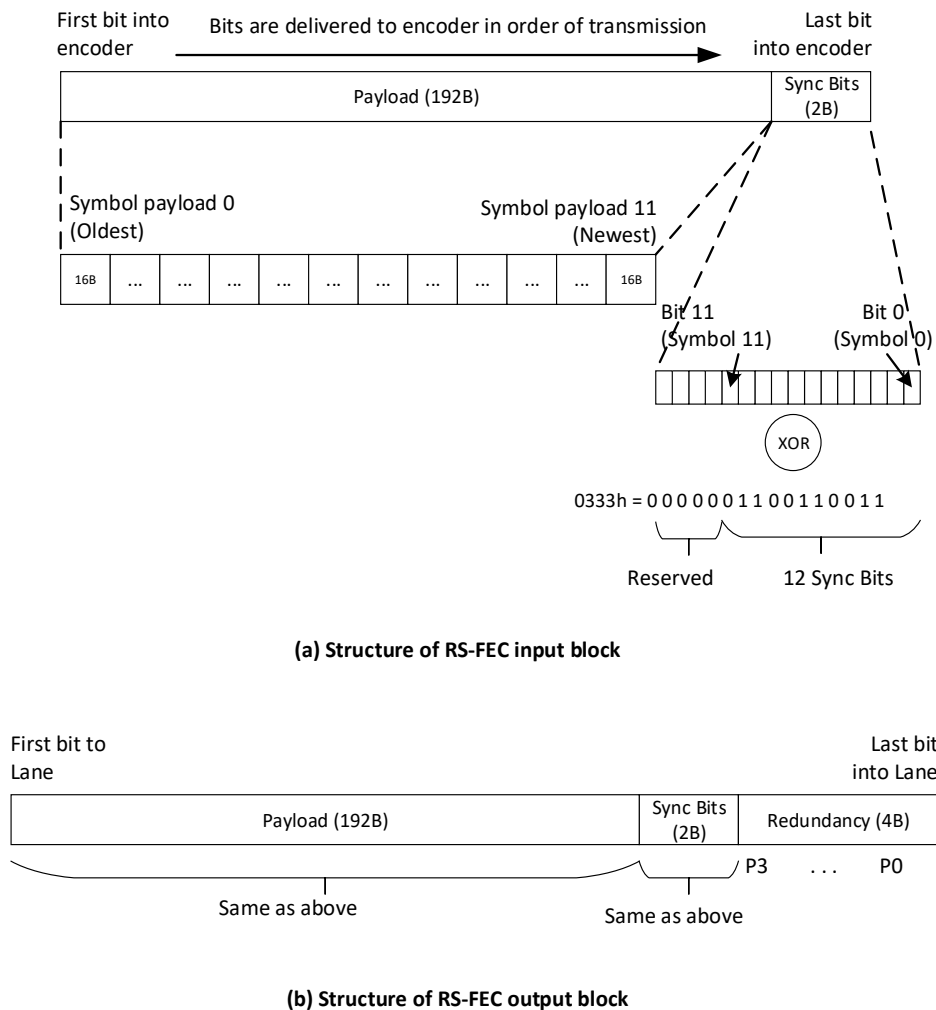 First bit into
encoder
Bits are delivered to encoder in order of transmission
Last bit
into encoder
Payload (192B)
Sync Bits
(2B)
Symbol payload 0
(Oldest)
Symbol payload 11
(Newest)
16B
...
...
...
...
...
...
...
...
...
...
16B
Bit 11
(Symbol 11)
Bit 0
(Symbol 0)
XOR
0333h = 0 0 0 0 0 0 1 1 0 0 1 1 0 0 1 1
Reserved
12 Sync Bits
(a) Structure of RS-FEC input block
First bit to
Lane
Last bit
into Lane
Payload (192B)
Sync Bits
(2B)
Redundancy (4B)
P3 . . . P0
Same as above
Same as above
(b) Structure of RS-FEC output block